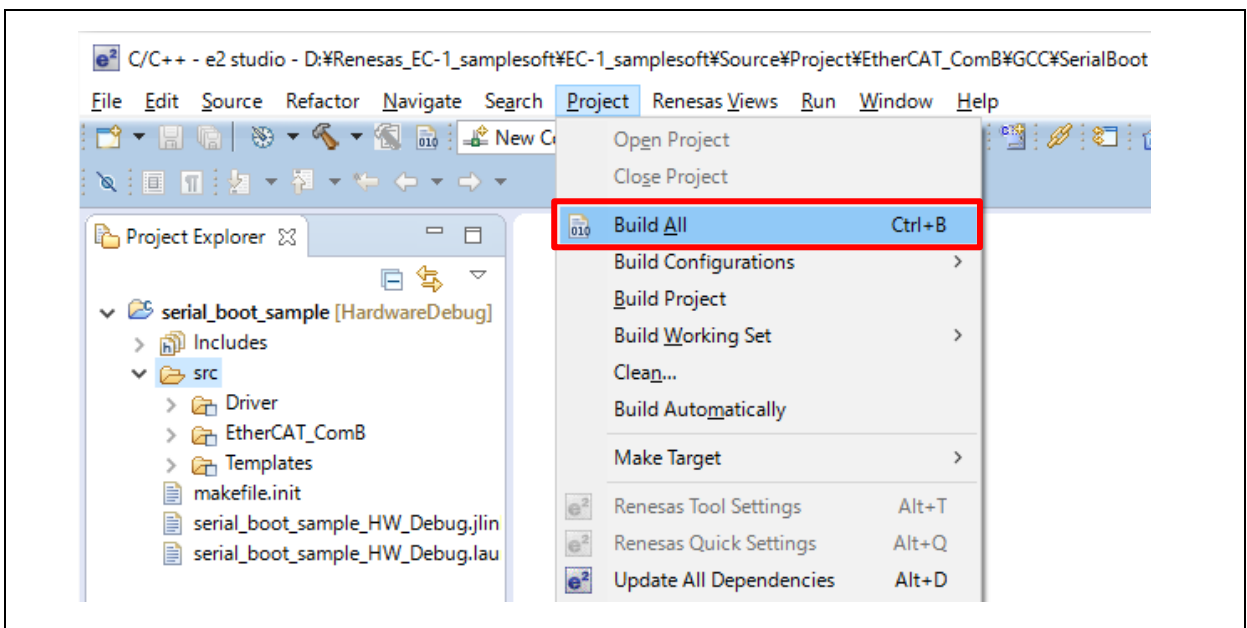 C/C++ - e2 studio - D:¥Renesas_EC-1_samplesoft¥EC-1_samplesoft¥Source¥Project¥EtherCAT_ComB¥GCC¥SerialBoot
File Edit Source Refactor Navigate Search Project Renesas Views Run Window Help
New C
Open Project
Close Project
Build All Ctrl+B
Build Configurations
Build Project
Build Working Set
Clean...
Build Automatically
Make Target
Renesas Tool Settings Alt+T
Renesas Quick Settings Alt+Q
Update All Dependencies Alt+D
Project Explorer
serial_boot_sample [HardwareDebug]
Includes
src
Driver
EtherCAT_ComB
Templates
makefile.init
serial_boot_sample_HW_Debug.jlin
serial_boot_sample_HW_Debug.lau